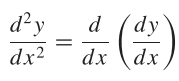 d²y/dx² = d/dx (dy/dx)